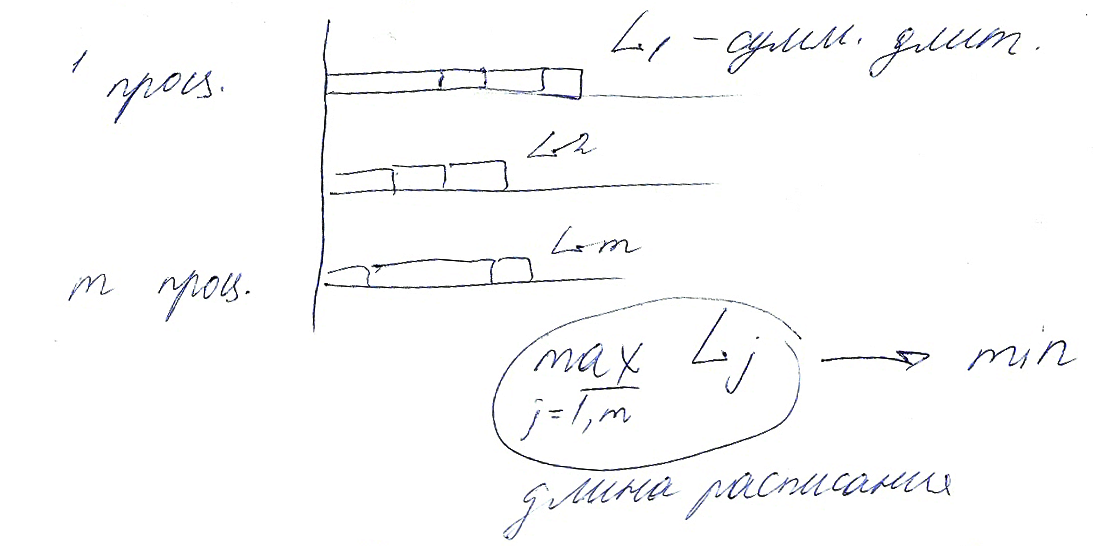 L₁ – сумм. длит.
1 проц.
L2
Lm
m проц.
max Lⱼ → min
j=1,m
длина расписания